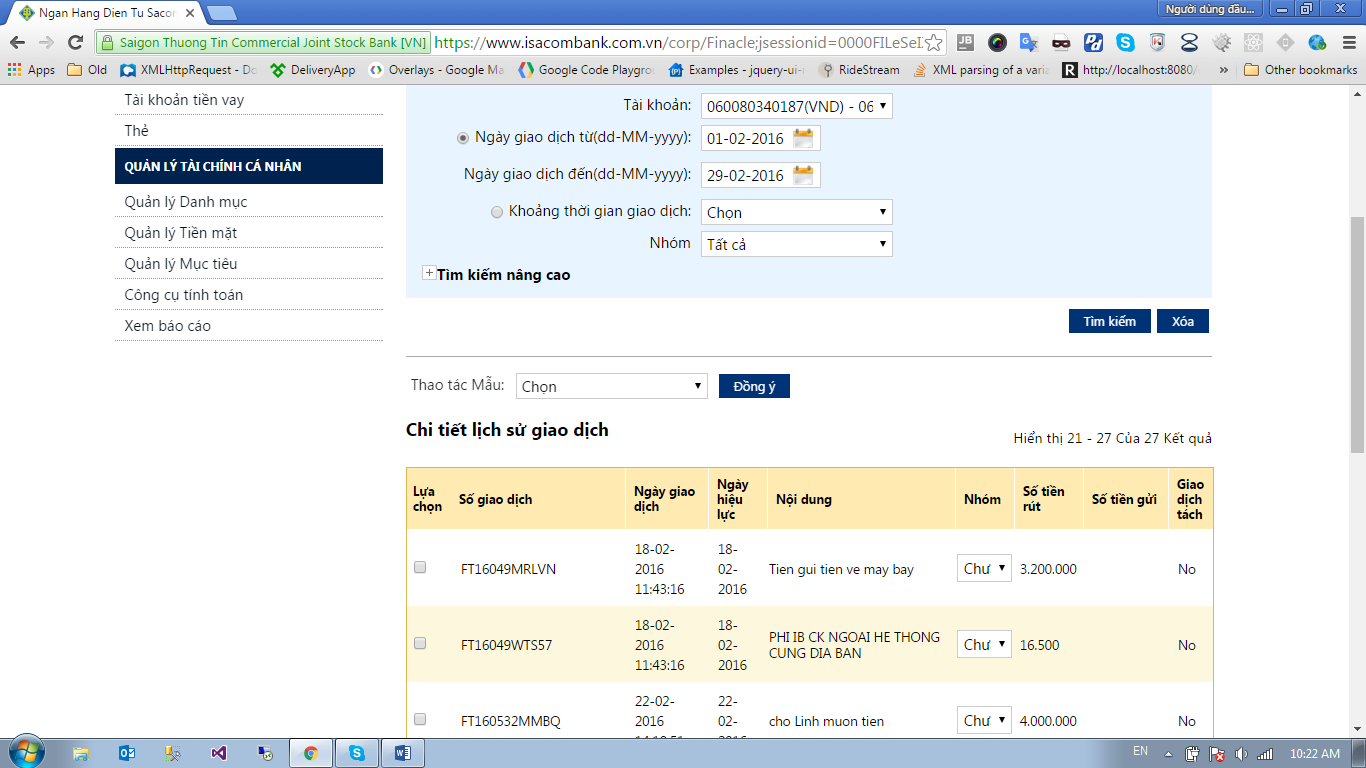 Ngan Hang Dien Tu Sacor
Người dùng đầu...
Saigon Thuong Tin Commercial Joint Stock Bank [VN] https://www.isacombank.com.vn/corp/Finacle;jsessionid=0000FILeSeI
Apps Old XMLHttpRequest - Do DeliveryApp Overlays - Google Ma Google Code Playgrou Examples - jquery-ui- RideStream XML parsing of a varia http://localhost:8080/ » Other bookmarks
Tài khoản tiền vay
Thẻ
QUẢN LÝ TÀI CHÍNH CÁ NHÂN
Quản lý Danh mục
Quản lý Tiền mặt
Quản lý Mục tiêu
Công cụ tính toán
Xem báo cáo
Tài khoản: 060080340187(VND) - 06
Ngày giao dịch từ(dd-MM-yyyy): 01-02-2016
Ngày giao dịch đến(dd-MM-yyyy): 29-02-2016
Khoảng thời gian giao dịch: Chọn
Nhóm Tất cả
Tìm kiếm nâng cao
Tìm kiếm Xóa
Thao tác Mẫu: Chọn Đồng ý
Chi tiết lịch sử giao dịch
Hiển thị 21 - 27 Của 27 Kết quả
Lựa chọn Số giao dịch Ngày giao dịch Ngày hiệu lực Nội dung Nhóm Số tiền rút Số tiền gửi Giao dịch tách
FT16049MRLVN 18-02-2016 11:43:16 18-02-2016 Tien gui tien ve may bay Chư 3.200.000 No
FT16049WTS57 18-02-2016 11:43:16 18-02-2016 PHI IB CK NGOAI HE THONG CUNG DIA BAN Chư 16.500 No
FT160532MMBQ 22-02-2016 22-02- cho Linh muon tien Chư 4.000.000 No
EN 10:22 AM